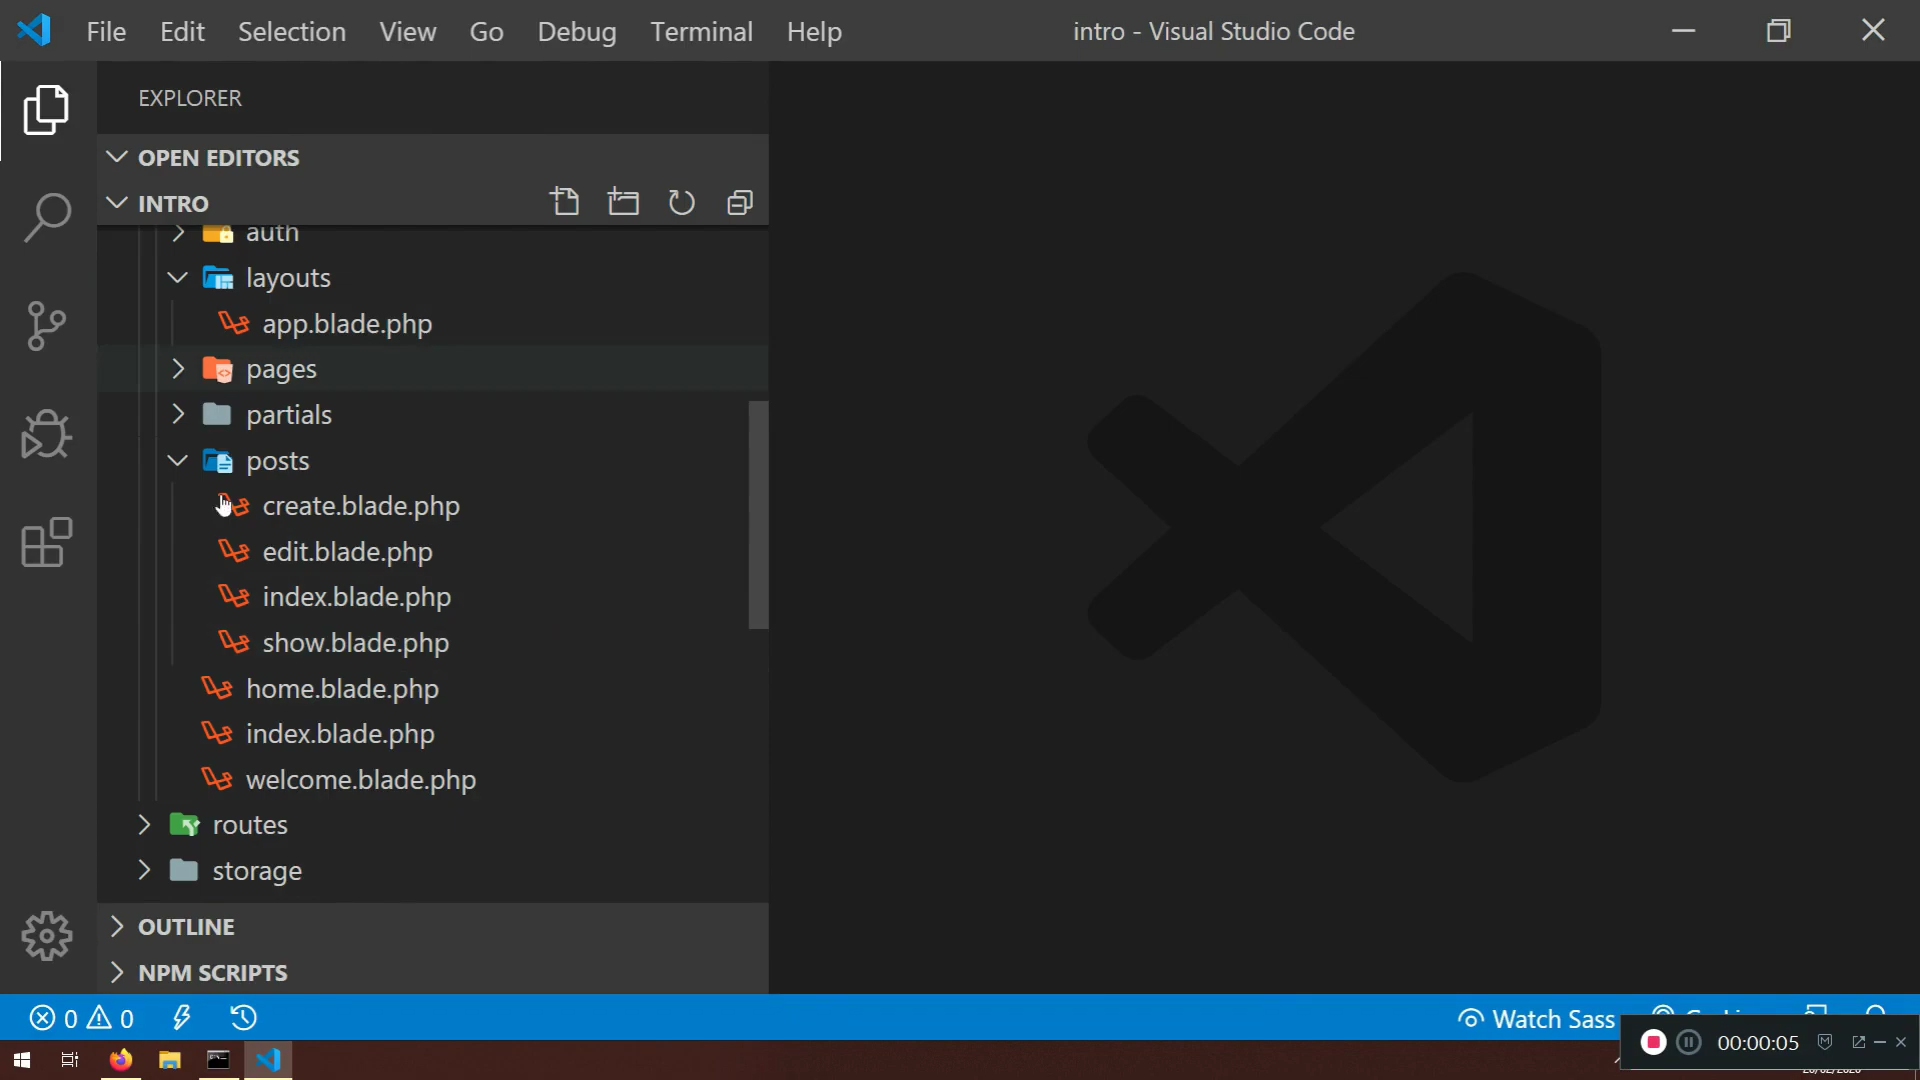 File Edit Selection View Go Debug Terminal Help
intro - Visual Studio Code
EXPLORER
OPEN EDITORS
INTRO
auth
layouts
app.blade.php
pages
partials
posts
create.blade.php
edit.blade.php
index.blade.php
show.blade.php
home.blade.php
index.blade.php
welcome.blade.php
routes
storage
OUTLINE
NPM SCRIPTS
0 0
Watch Sass
00:00:05